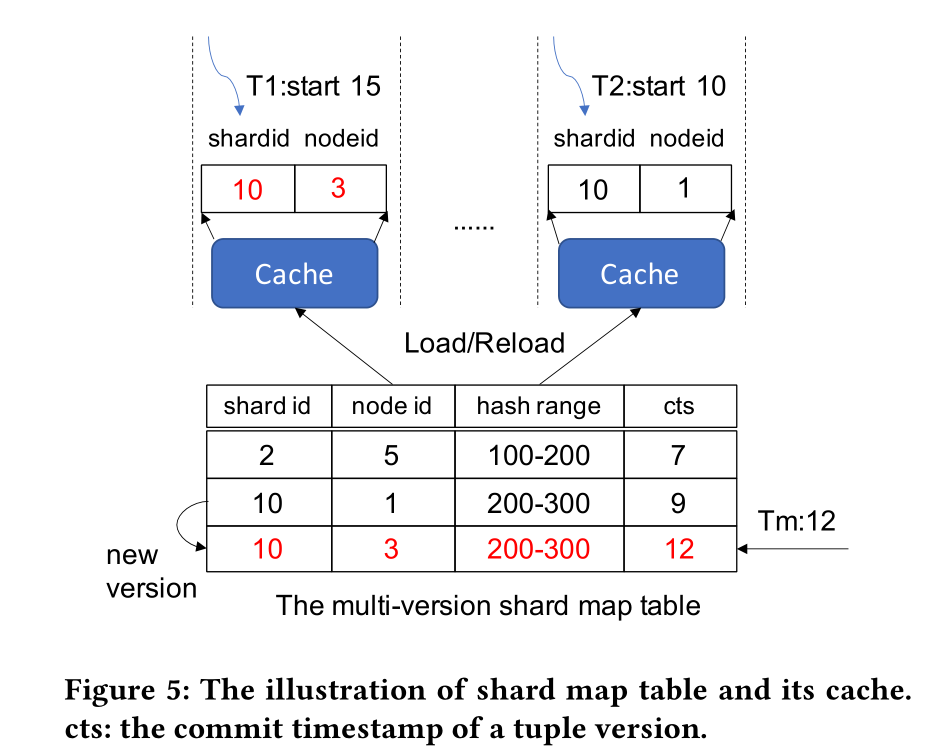 T1:start 15
T2:start 10
shardid nodeid
shardid nodeid
10 3
10 1
......
Cache
Cache
Load/Reload
shard id node id hash range cts
2 5 100-200 7
10 1 200-300 9
Tm:12
10 3 200-300 12
new
version
The multi-version shard map table
Figure 5: The illustration of shard map table and its cache.
cts: the commit timestamp of a tuple version.